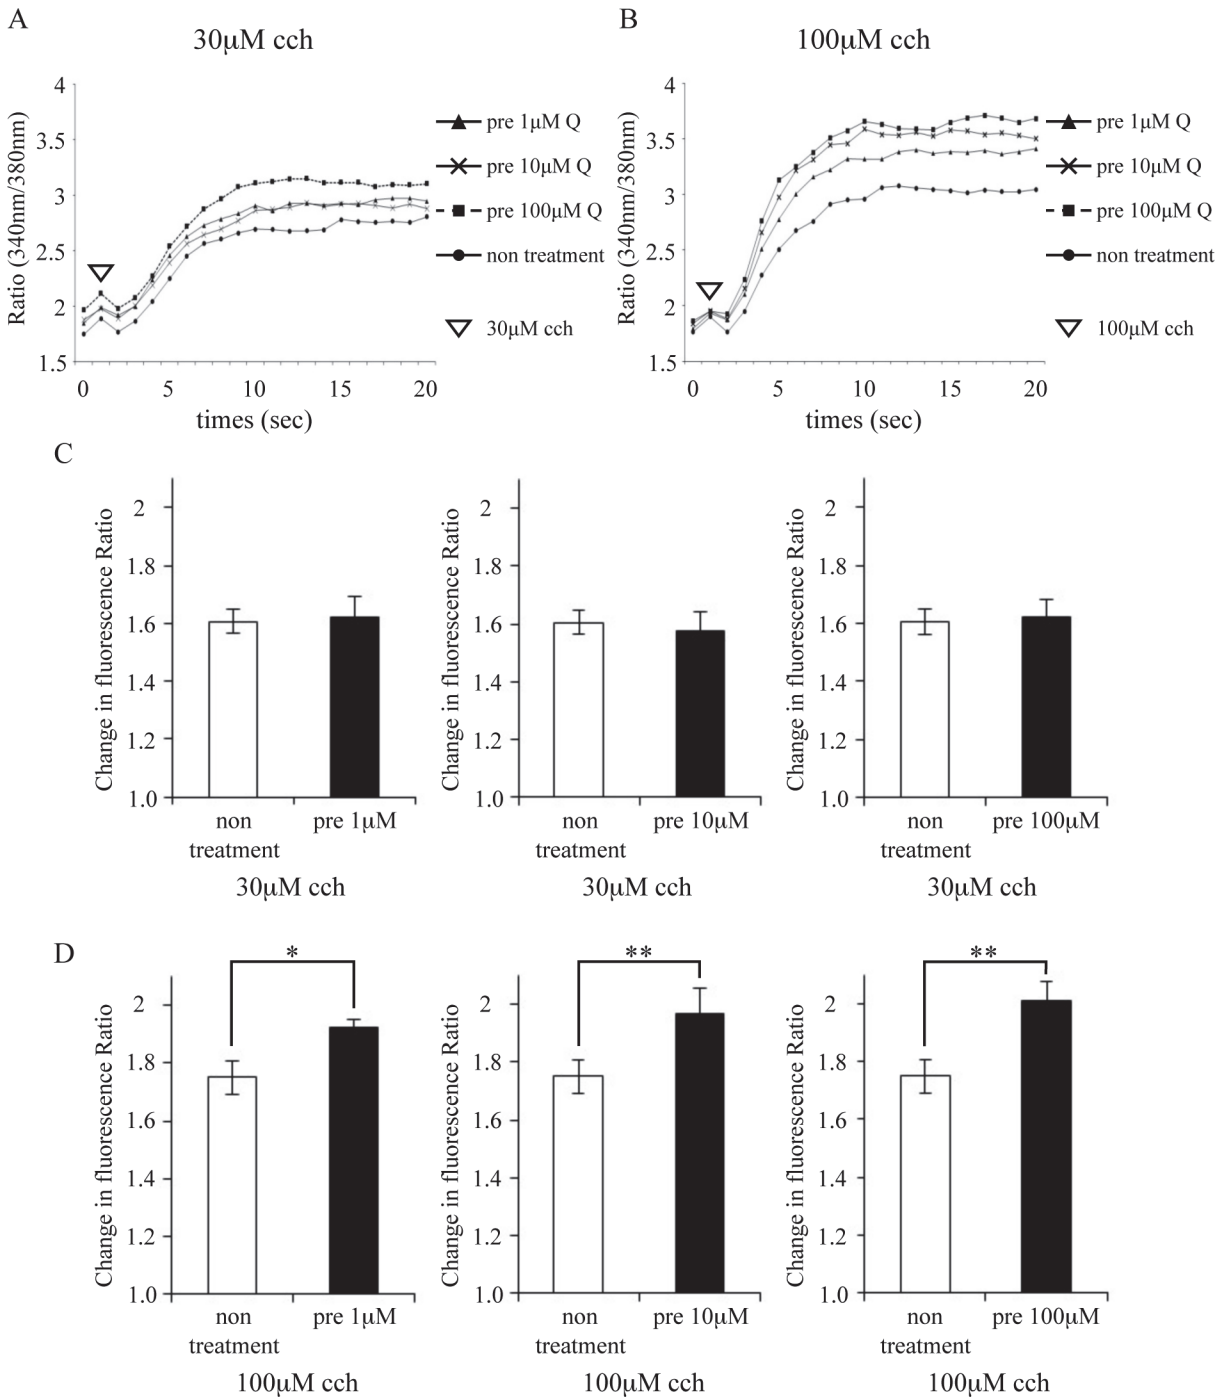 A
30μM cch
Ratio (340nm/380nm)
4
3.5
3
2.5
2
1.5
0 5 10 15 20
times (sec)
pre 1μM Q
pre 10μM Q
pre 100μM Q
non treatment
30μM cch
B
100μM cch
Ratio (340nm/380nm)
4
3.5
3
2.5
2
1.5
0 5 10 15 20
times (sec)
pre 1μM Q
pre 10μM Q
pre 100μM Q
non treatment
100μM cch
C
Change in fluorescence Ratio
2
1.8
1.6
1.4
1.2
1.0
non
treatment
pre 1μM
30μM cch
Change in fluorescence Ratio
2
1.8
1.6
1.4
1.2
1.0
non
treatment
pre 10μM
30μM cch
Change in fluorescence Ratio
2
1.8
1.6
1.4
1.2
1.0
non
treatment
pre 100μM
30μM cch
D
*
Change in fluorescence Ratio
2
1.8
1.6
1.4
1.2
1.0
non
treatment
pre 1μM
100μM cch
**
Change in fluorescence Ratio
2
1.8
1.6
1.4
1.2
1.0
non
treatment
pre 10μM
100μM cch
**
Change in fluorescence Ratio
2
1.8
1.6
1.4
1.2
1.0
non
treatment
pre 100μM
100μM cch